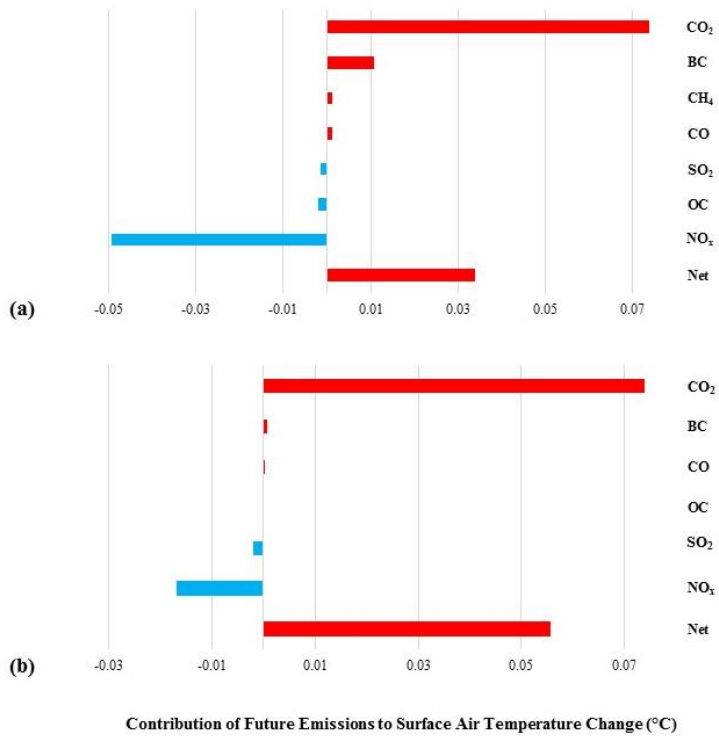 CO₂
BC
CH₄
CO
SO₂
OC
NOₓ
Net
(a)
-0.05 -0.03 -0.01 0.01 0.03 0.05 0.07
CO₂
BC
CO
OC
SO₂
NOₓ
Net
-0.03 -0.01 0.01 0.03 0.05 0.07
(b)
Contribution of Future Emissions to Surface Air Temperature Change (°C)